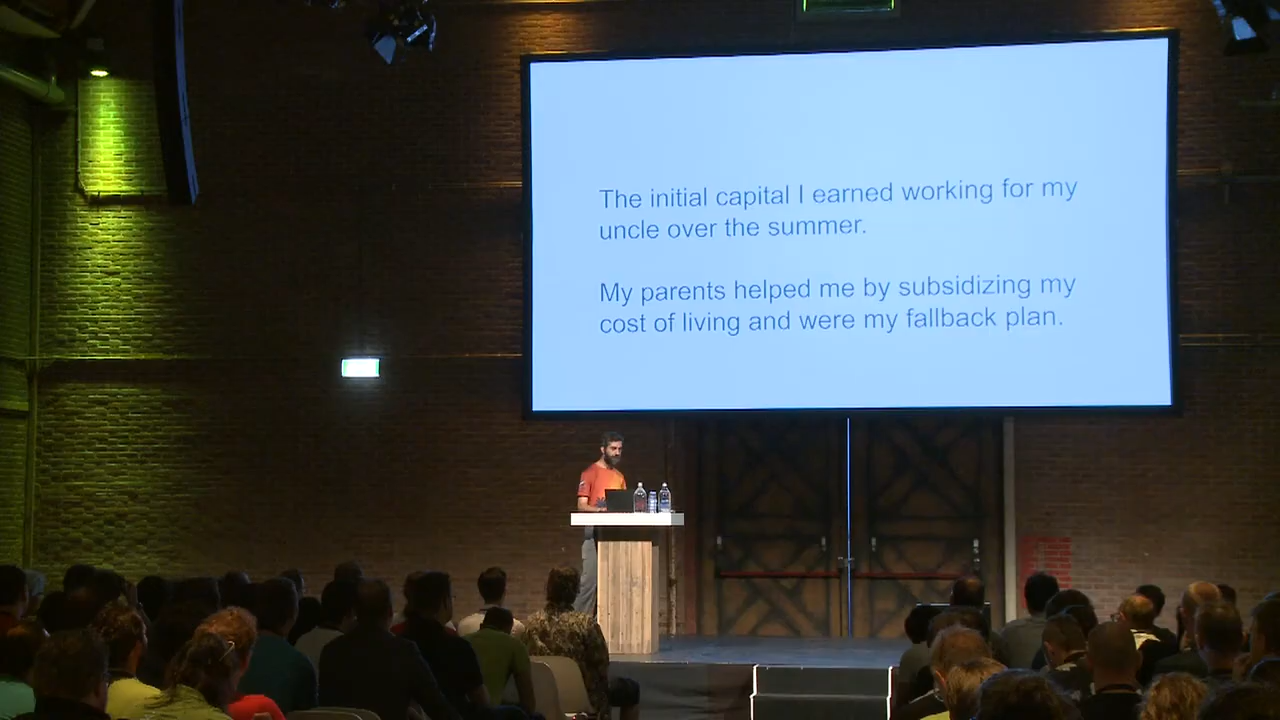 The initial capital I earned working for my
uncle over the summer.
My parents helped me by subsidizing my
cost of living and were my fallback plan.